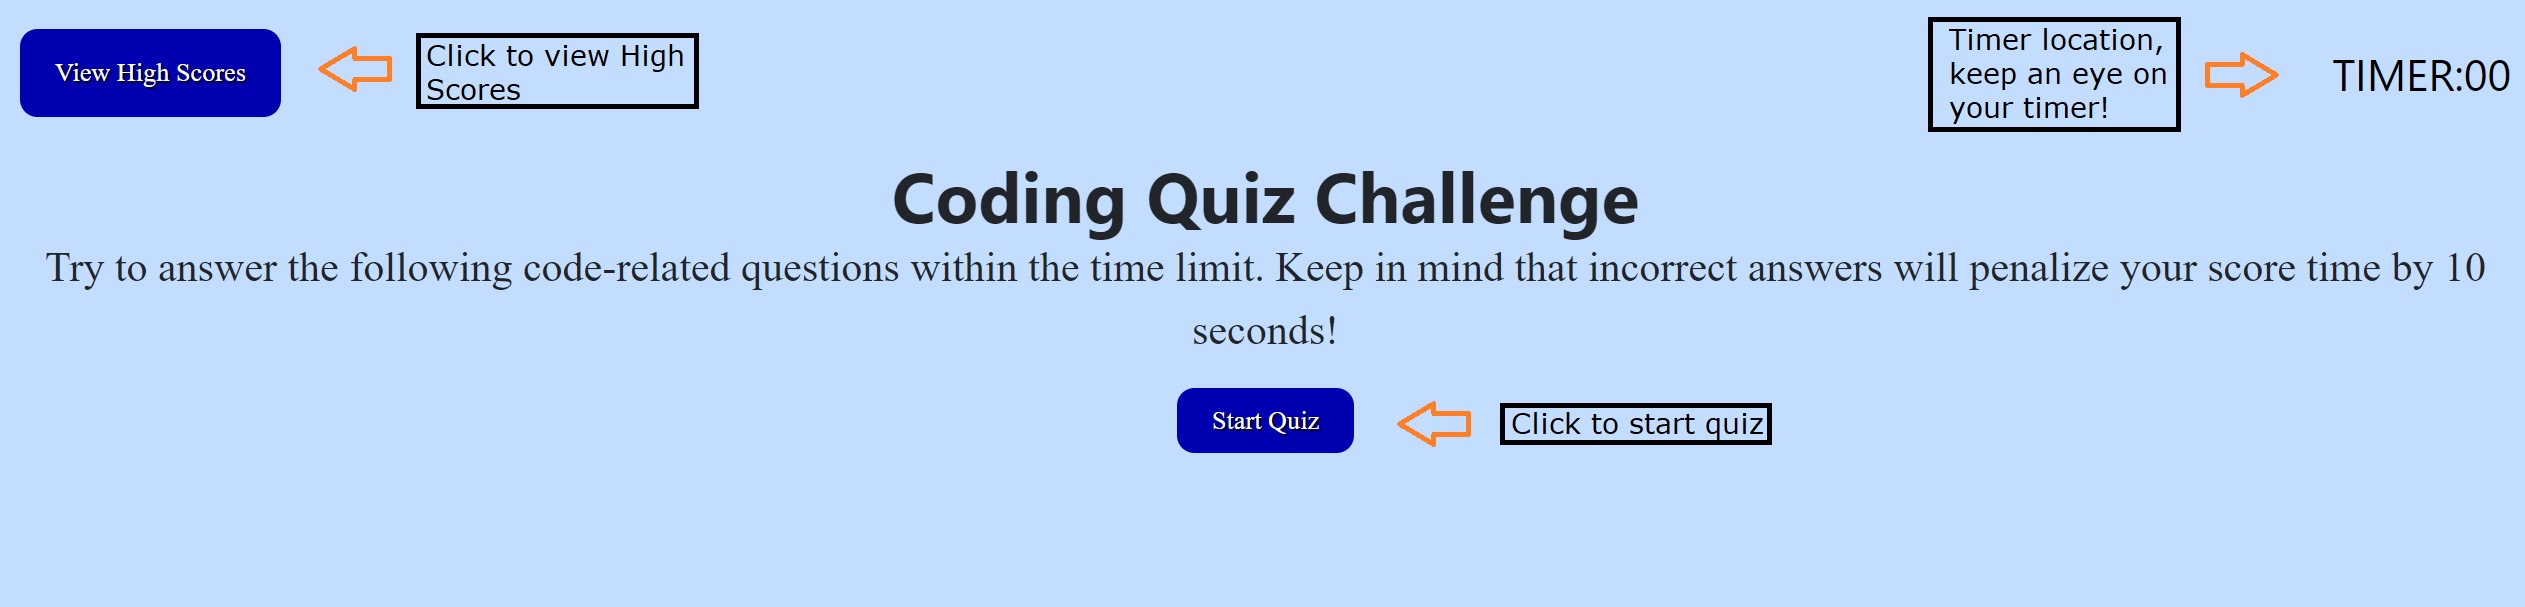 View High Scores
Click to view High
Scores
Timer location,
keep an eye on
your timer!
TIMER:00
Coding Quiz Challenge
Try to answer the following code-related questions within the time limit. Keep in mind that incorrect answers will penalize your score time by 10
seconds!
Start Quiz
Click to start quiz